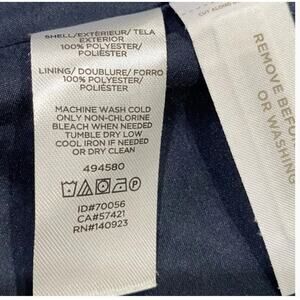 SHELL/EXTÉRIEUR/ TELA
EXTERIOR
100% POLYESTER/
POLIÉSTER
LINING/ DOUBLURE/ FORRO
100% POLYESTER/
POLIÉSTER
MACHINE WASH COLD
ONLY NON-CHLORINE
BLEACH WHEN NEEDED
TUMBLE DRY LOW
COOL IRON IF NEEDED
OR DRY CLEAN
494580
ID#70056
CA#57421
RN#140923
CUT ALONG
REMOVE BEFO
OR WASHING